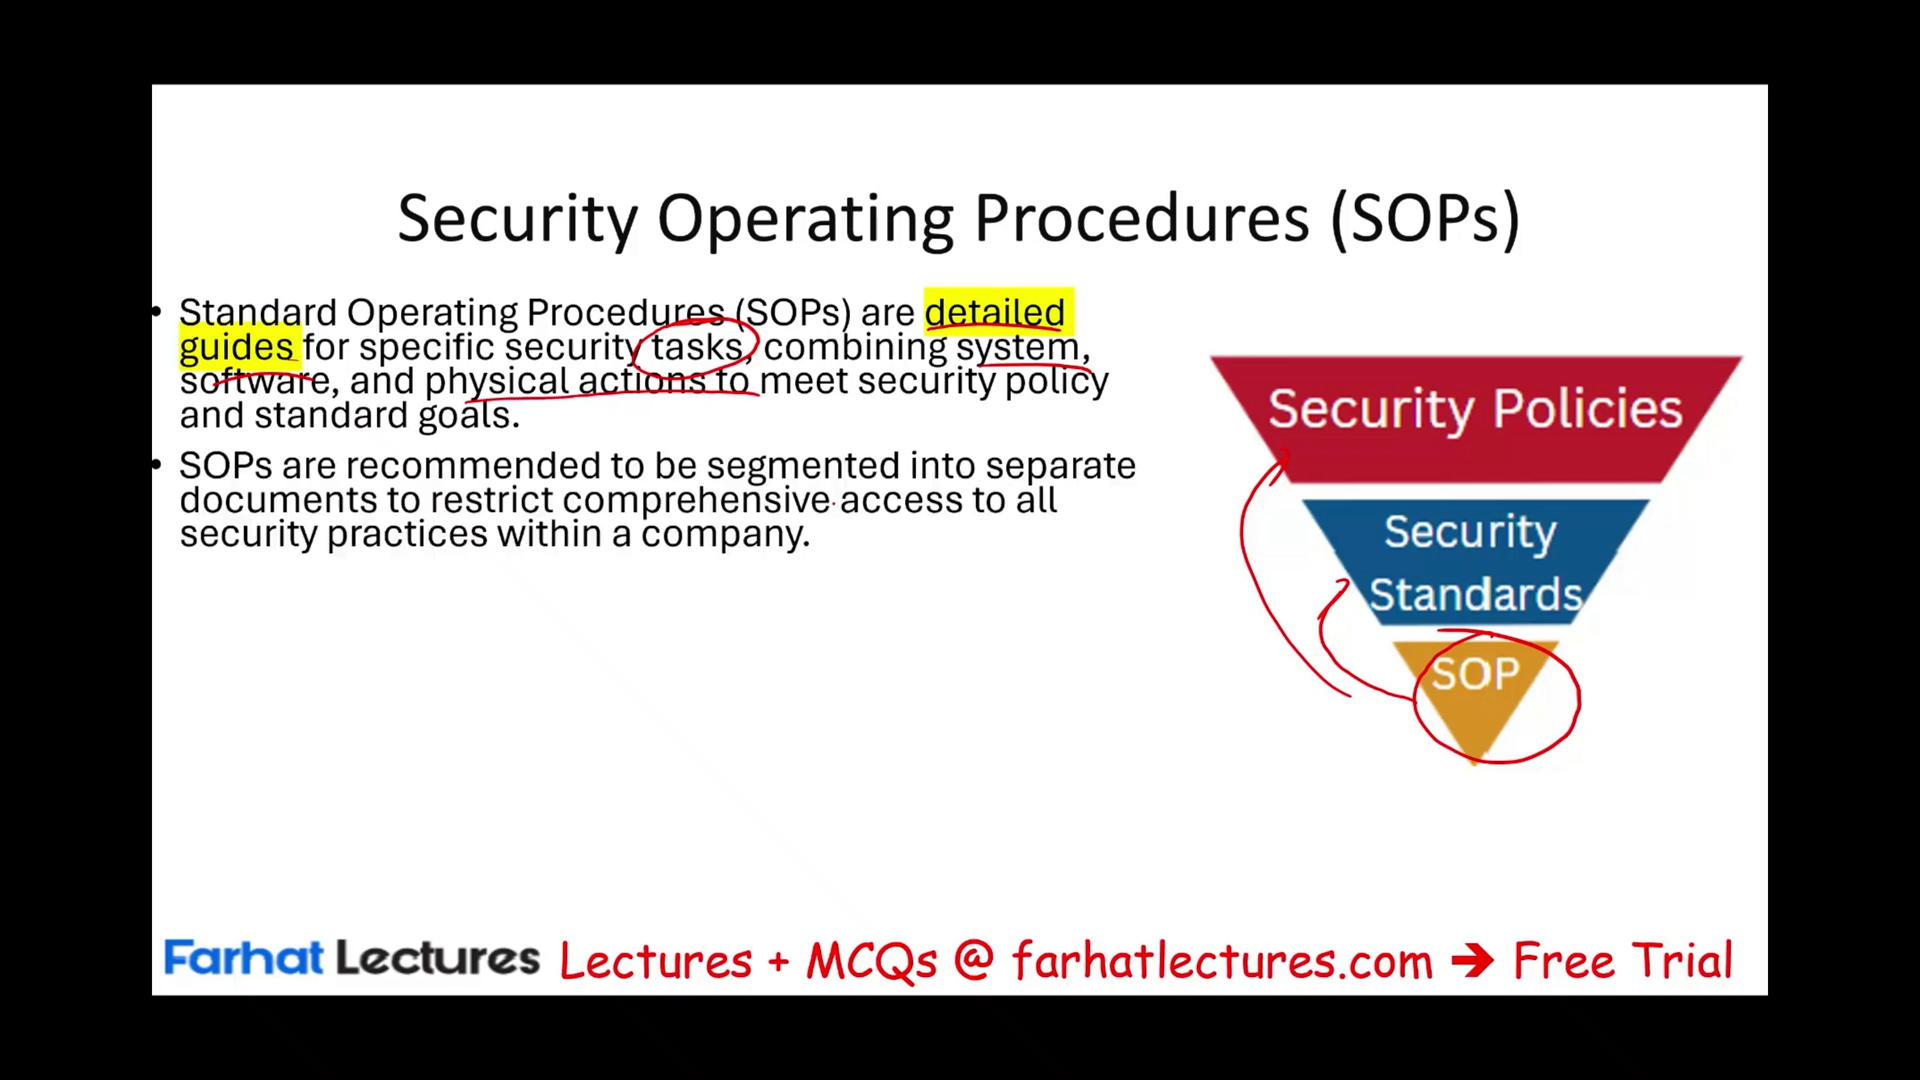 Security Operating Procedures (SOPs)
• Standard Operating Procedures (SOPs) are detailed
guides for specific security tasks, combining system,
software, and physical actions to meet security policy
and standard goals.
• SOPs are recommended to be segmented into separate
documents to restrict comprehensive access to all
security practices within a company.
Security Policies
Security
Standards
SOP
Farhat Lectures Lectures + MCQs @ farhatlectures.com ➔ Free Trial